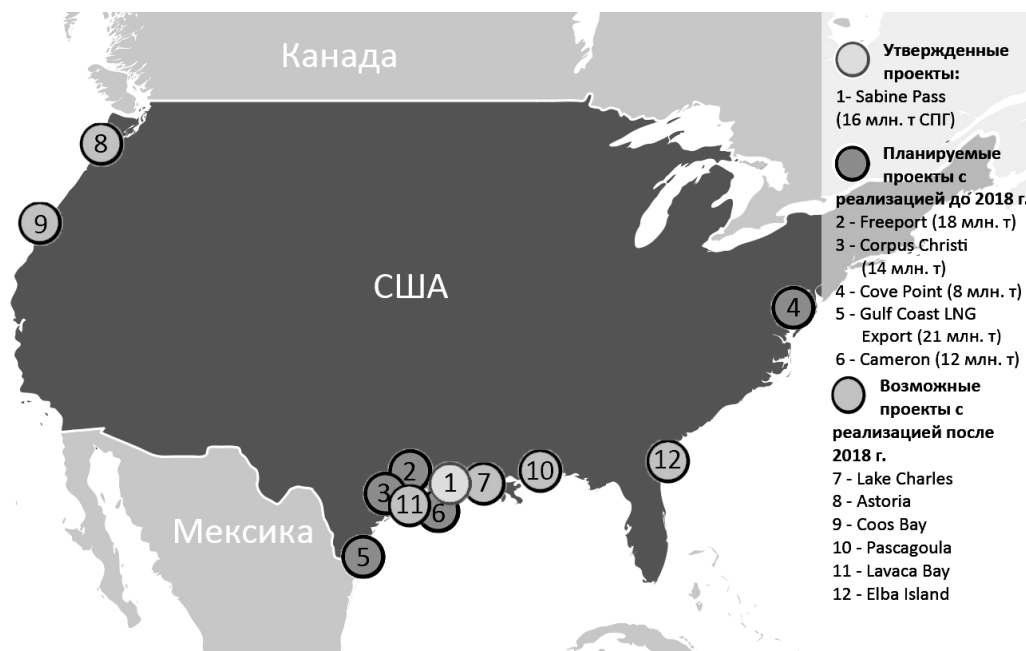 Канада
США
Мексика
8
9
4
2
1
7
10
12
3
11
6
5
Утвержденные
проекты:
1- Sabine Pass
(16 млн. т СПГ)
Планируемые
проекты с
реализацией до 2018 г.
2 - Freeport (18 млн. т)
3 - Corpus Christi
(14 млн. т)
4 - Cove Point (8 млн. т)
5 - Gulf Coast LNG
Export (21 млн. т)
6 - Cameron (12 млн. т)
Возможные
проекты с
реализацией после
2018 г.
7 - Lake Charles
8 - Astoria
9 - Coos Bay
10 - Pascagoula
11 - Lavaca Bay
12 - Elba Island